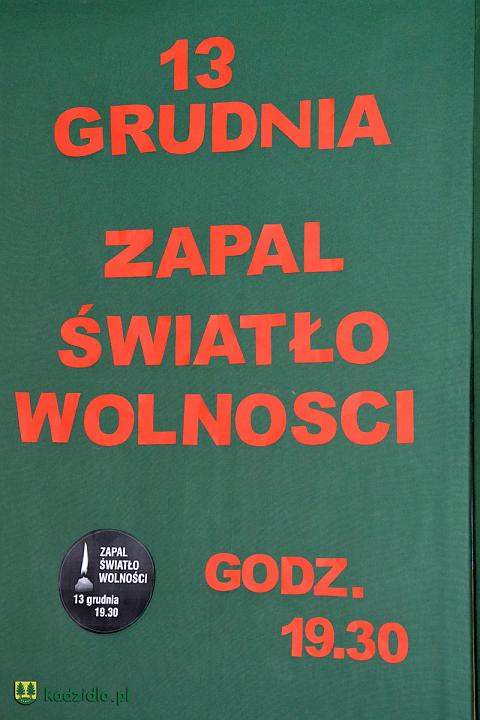 13
GRUDNIA
ZAPAL
ŚWIATŁO
WOLNOSCI
ZAPAL
ŚWIATŁO
WOLNOŚCI
13 grudnia
19.30
GODZ.
19.30
kadzidlo.pl